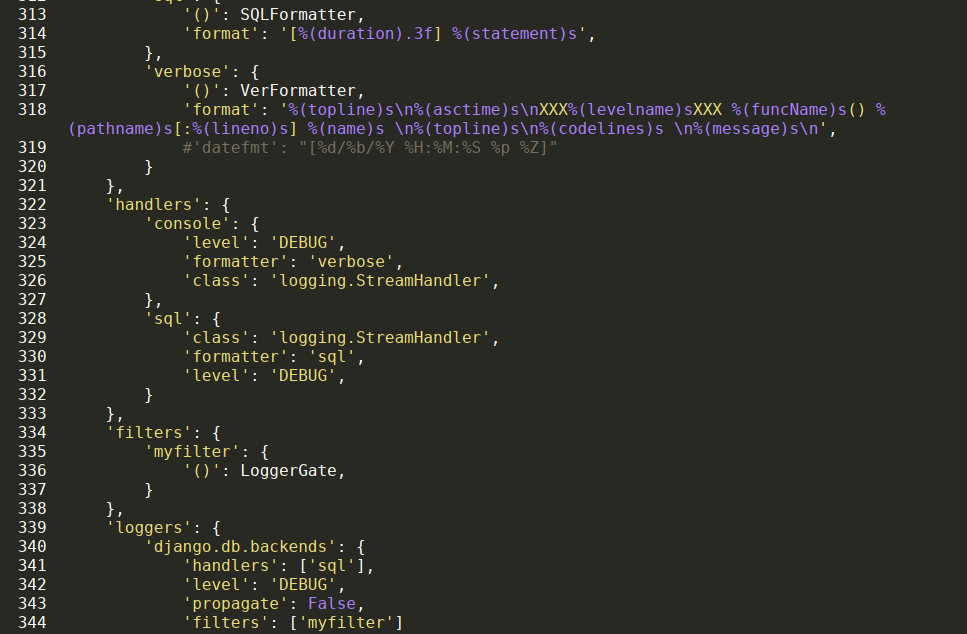 313 '()': SQLFormatter,
314 'format': '[%(duration).3f] %(statement)s',
315 },
316 'verbose': {
317 '()': VerFormatter,
318 'format': '%(topline)s\n%(asctime)s\nXXX%(levelname)sXXX %(funcName)s() %
(pathname)s[:%(lineno)s] %(name)s \n%(topline)s\n%(codelines)s \n%(message)s\n',
319 #'datefmt': "[%d/%b/%Y %H:%M:%S %p %Z]"
320 }
321 },
322 'handlers': {
323 'console': {
324 'level': 'DEBUG',
325 'formatter': 'verbose',
326 'class': 'logging.StreamHandler',
327 },
328 'sql': {
329 'class': 'logging.StreamHandler',
330 'formatter': 'sql',
331 'level': 'DEBUG',
332 }
333 },
334 'filters': {
335 'myfilter': {
336 '()': LoggerGate,
337 }
338 },
339 'loggers': {
340 'django.db.backends': {
341 'handlers': ['sql'],
342 'level': 'DEBUG',
343 'propagate': False,
344 'filters': ['myfilter']